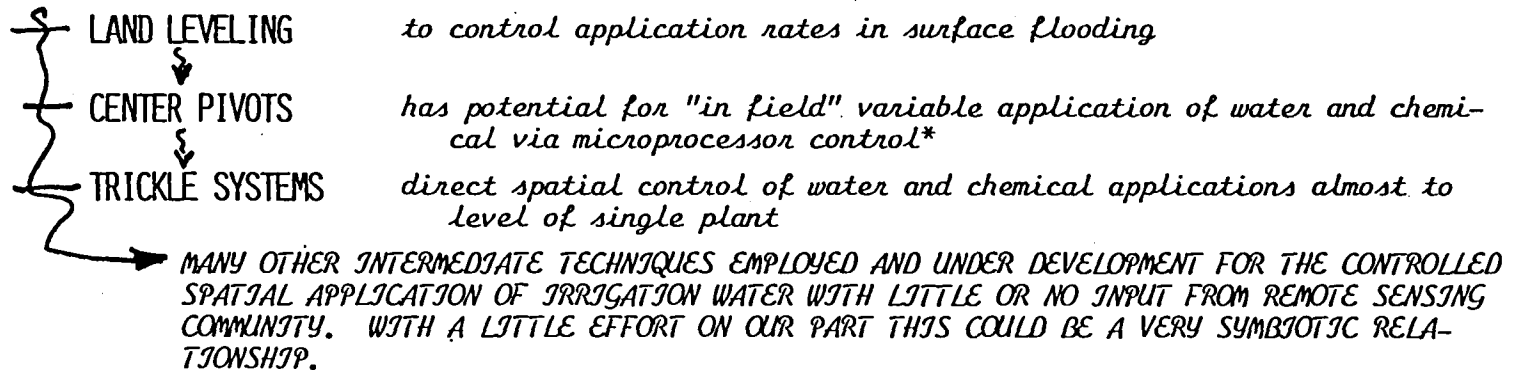 LAND LEVELING to control application rates in surface flooding
CENTER PIVOTS has potential for "in field" variable application of water and chemi-
cal via microprocessor control*
TRICKLE SYSTEMS direct spatial control of water and chemical applications almost to
level of single plant
MANY OTHER INTERMEDIATE TECHNIQUES EMPLOYED AND UNDER DEVELOPMENT FOR THE CONTROLLED
SPATIAL APPLICATION OF IRRIGATION WATER WITH LITTLE OR NO INPUT FROM REMOTE SENSING
COMMUNITY. WITH A LITTLE EFFORT ON OUR PART THIS COULD BE A VERY SYMBIOTIC RELA-
TIONSHIP.